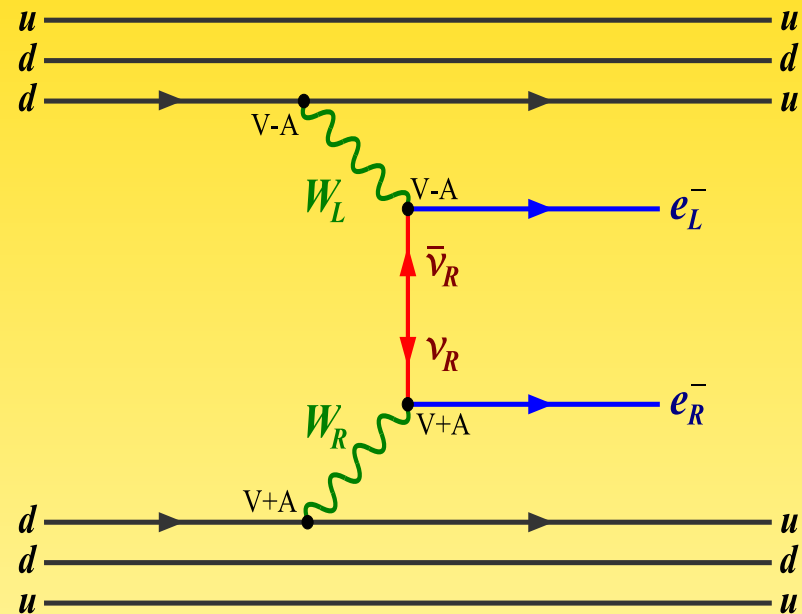 u u
d d
d u
V-A
W_L V-A e_L^-
ν̄_R
ν_R
W_R V+A e_R^-
V+A
d u
d d
u u